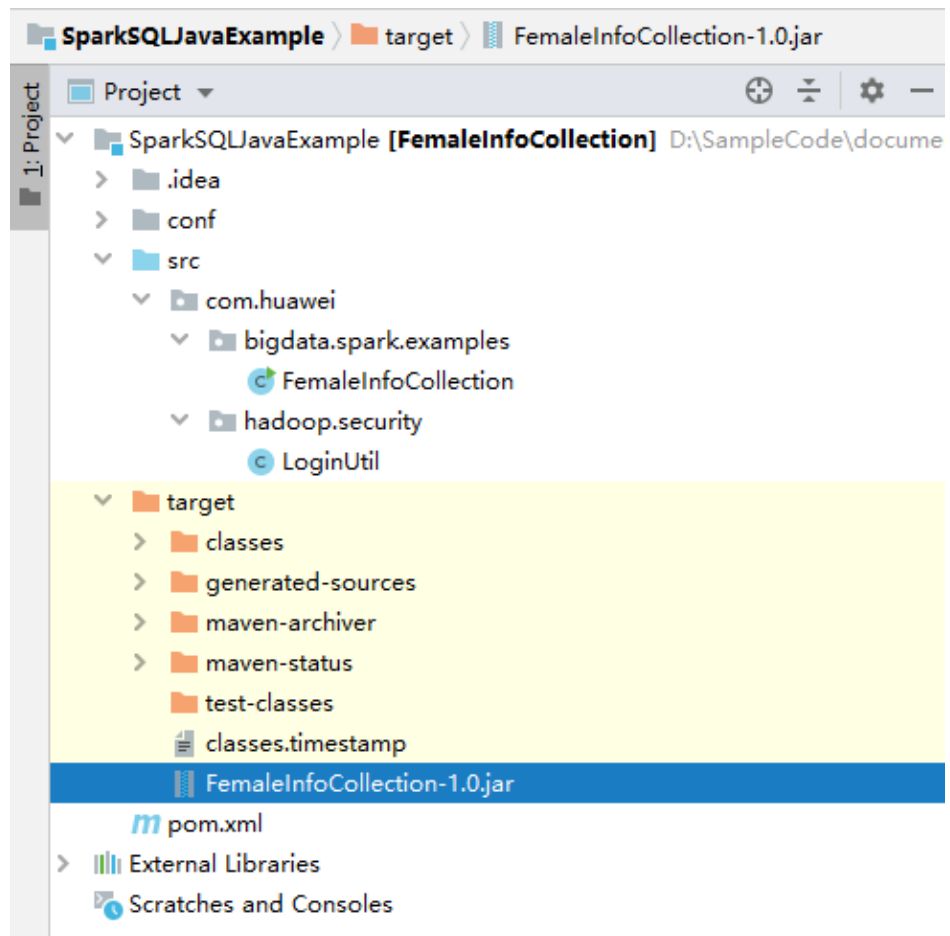 SparkSQLJavaExample target FemaleInfoCollection-1.0.jar
1: Project
Project
SparkSQLJavaExample [FemaleInfoCollection] D:\SampleCode\docume
.idea
conf
src
com.huawei
bigdata.spark.examples
FemaleInfoCollection
hadoop.security
LoginUtil
target
classes
generated-sources
maven-archiver
maven-status
test-classes
classes.timestamp
FemaleInfoCollection-1.0.jar
pom.xml
External Libraries
Scratches and Consoles